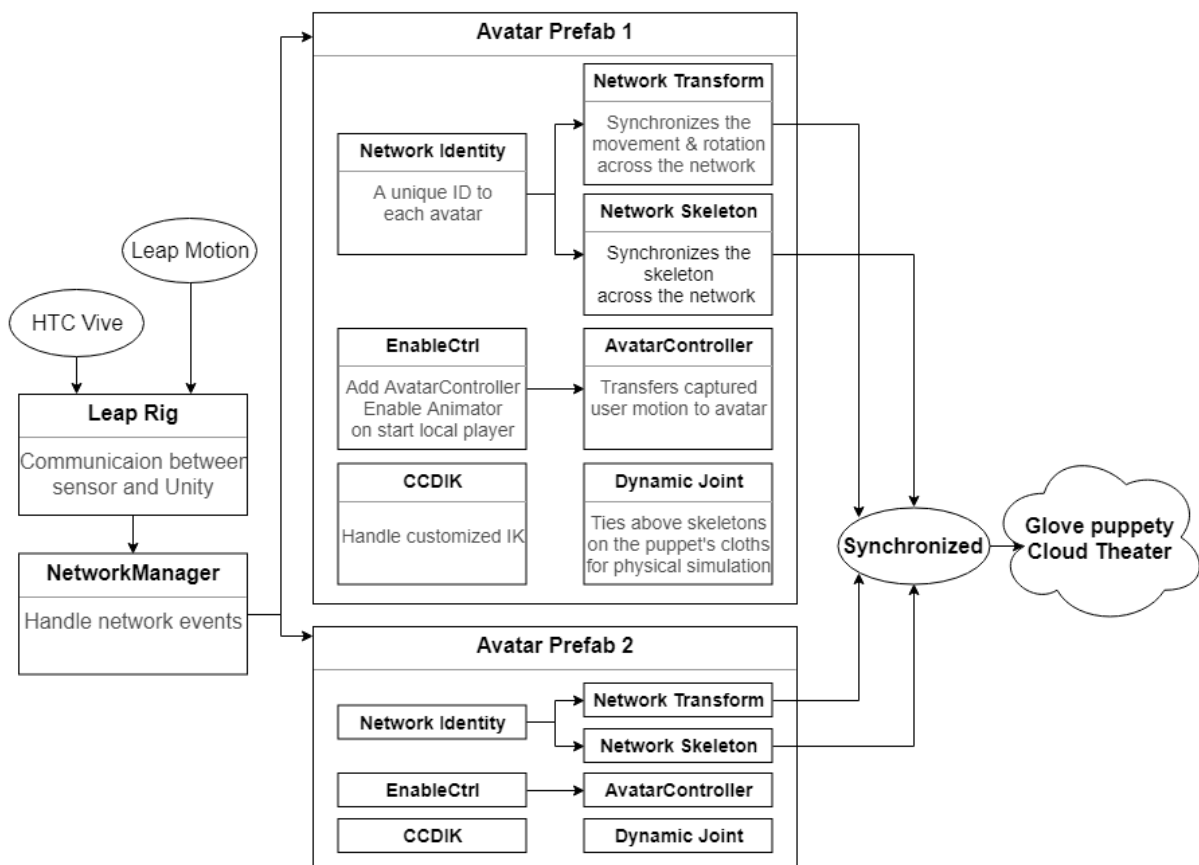 Avatar Prefab 1
Network Transform
Synchronizes the
movement & rotation
across the network
Network Identity
A unique ID to
each avatar
Network Skeleton
Synchronizes the
skeleton
across the network
Leap Motion
HTC Vive
EnableCtrl
Add AvatarController
Enable Animator
on start local player
AvatarController
Transfers captured
user motion to avatar
Leap Rig
Communicaion between
sensor and Unity
CCDIK
Handle customized IK
Dynamic Joint
Ties above skeletons
on the puppet's cloths
for physical simulation
NetworkManager
Handle network events
Synchronized
Glove puppety
Cloud Theater
Avatar Prefab 2
Network Identity
Network Transform
Network Skeleton
EnableCtrl
AvatarController
CCDIK
Dynamic Joint